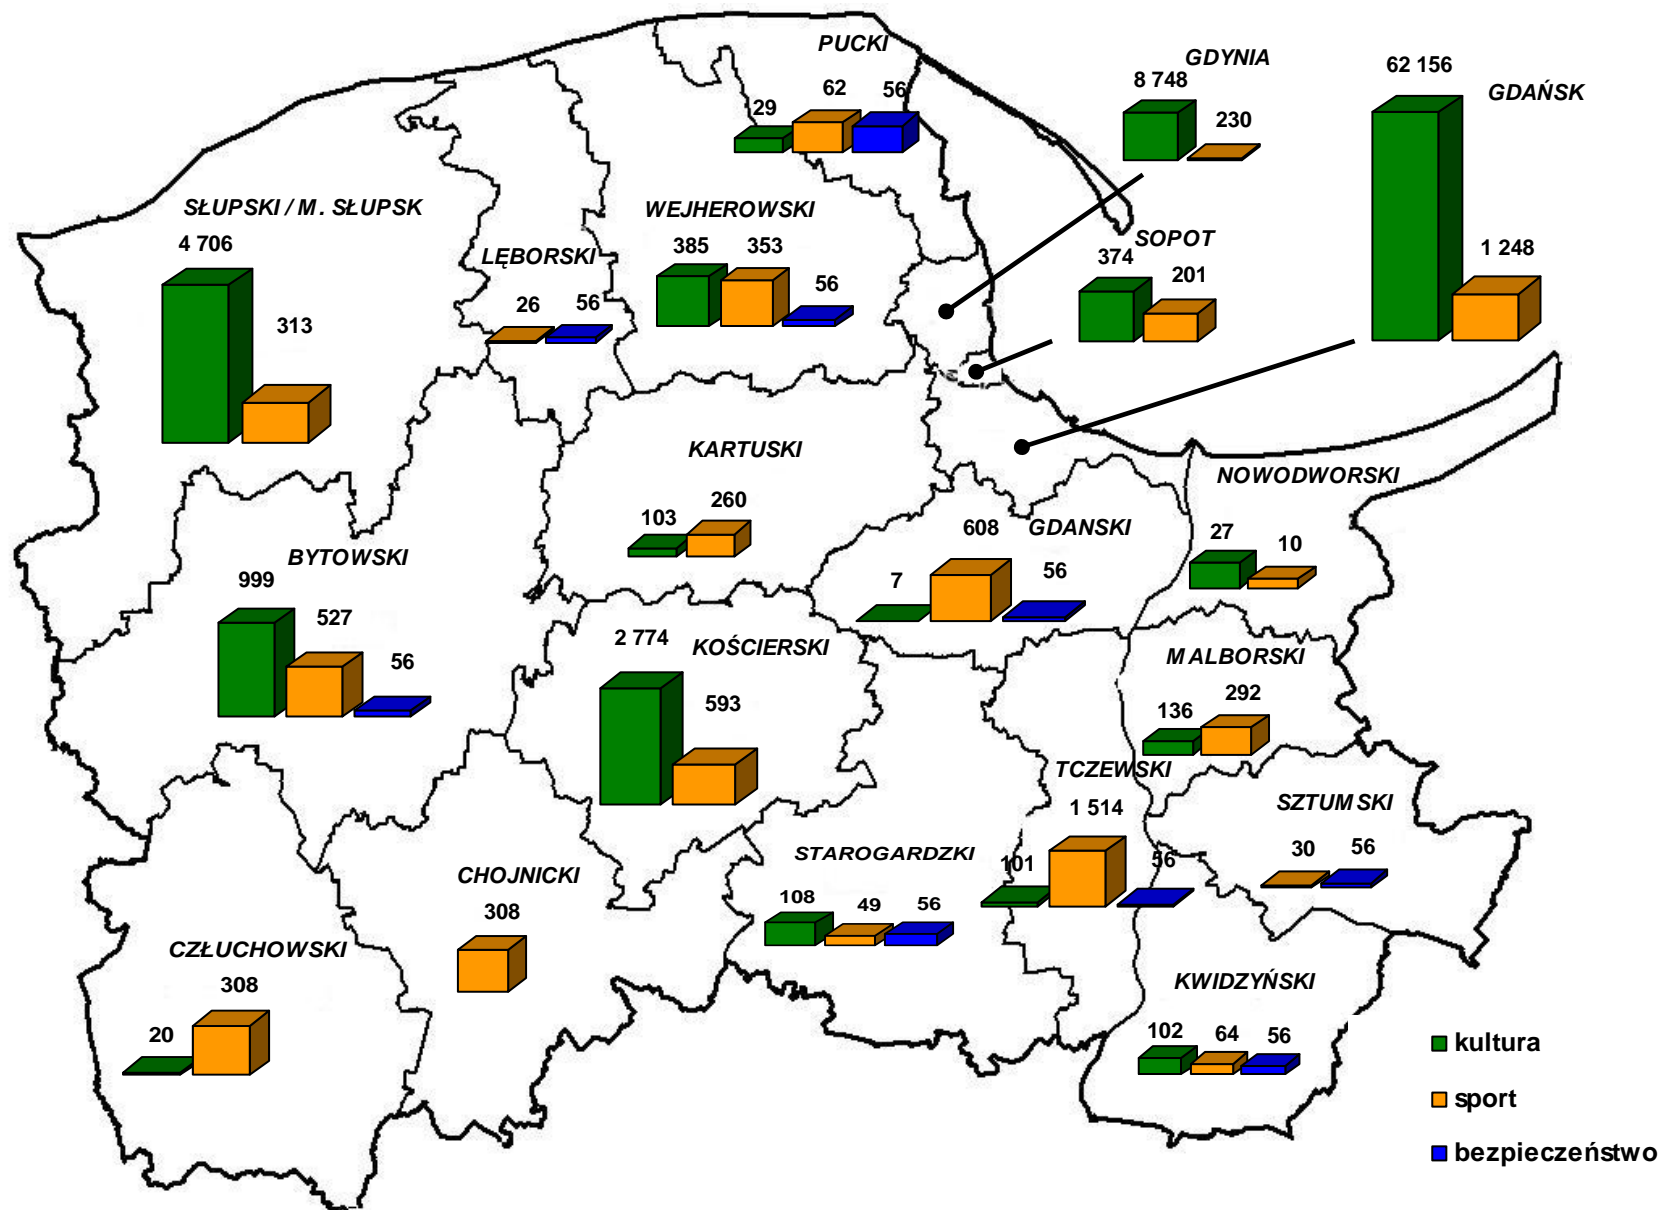 PUCKI
29 62 56
GDYNIA
8 748
230
62 156
GDAŃSK
1 248
SŁUPSKI / M. SŁUPSK
4 706
313
LĘBORSKI
26 56
WEJHEROWSKI
385 353
56
SOPOT
374
201
KARTUSKI
103 260
NOWODWORSKI
27 10
GDANSKI
608
7 56
BYTOWSKI
999
527
56
KOŚCIERSKI
2 774
593
MALBORSKI
136 292
TCZEWSKI
1 514
101 56
SZTUMSKI
30 56
STAROGARDZKI
108 49 56
CHOJNICKI
308
CZŁUCHOWSKI
308
20
KWIDZYŃSKI
102 64 56
kultura
sport
bezpieczeństwo